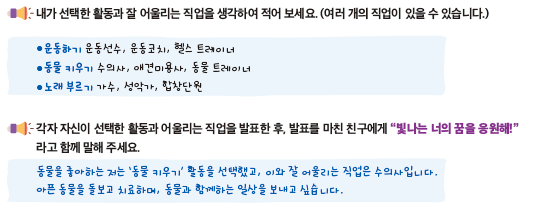 내가 선택한 활동과 잘 어울리는 직업을 생각하여 적어 보세요. (여러 개의 직업이 있을 수 있습니다.)
●운동하기 운동선수, 운동코치, 헬스 트레이너
●동물 키우기 수의사, 애견미용사, 동물 트레이너
●노래 부르기 가수, 성악가, 합창단원
각자 자신이 선택한 활동과 어울리는 직업을 발표한 후, 발표를 마친 친구에게 “빛나는 너의 꿈을 응원해!”
라고 함께 말해 주세요.
동물을 좋아하는 저는 ‘동물 키우기’ 활동을 선택했고, 이와 잘 어울리는 직업은 수의사입니다.
아픈 동물을 돌보고 치료하며, 동물과 함께하는 일상을 보내고 싶습니다.